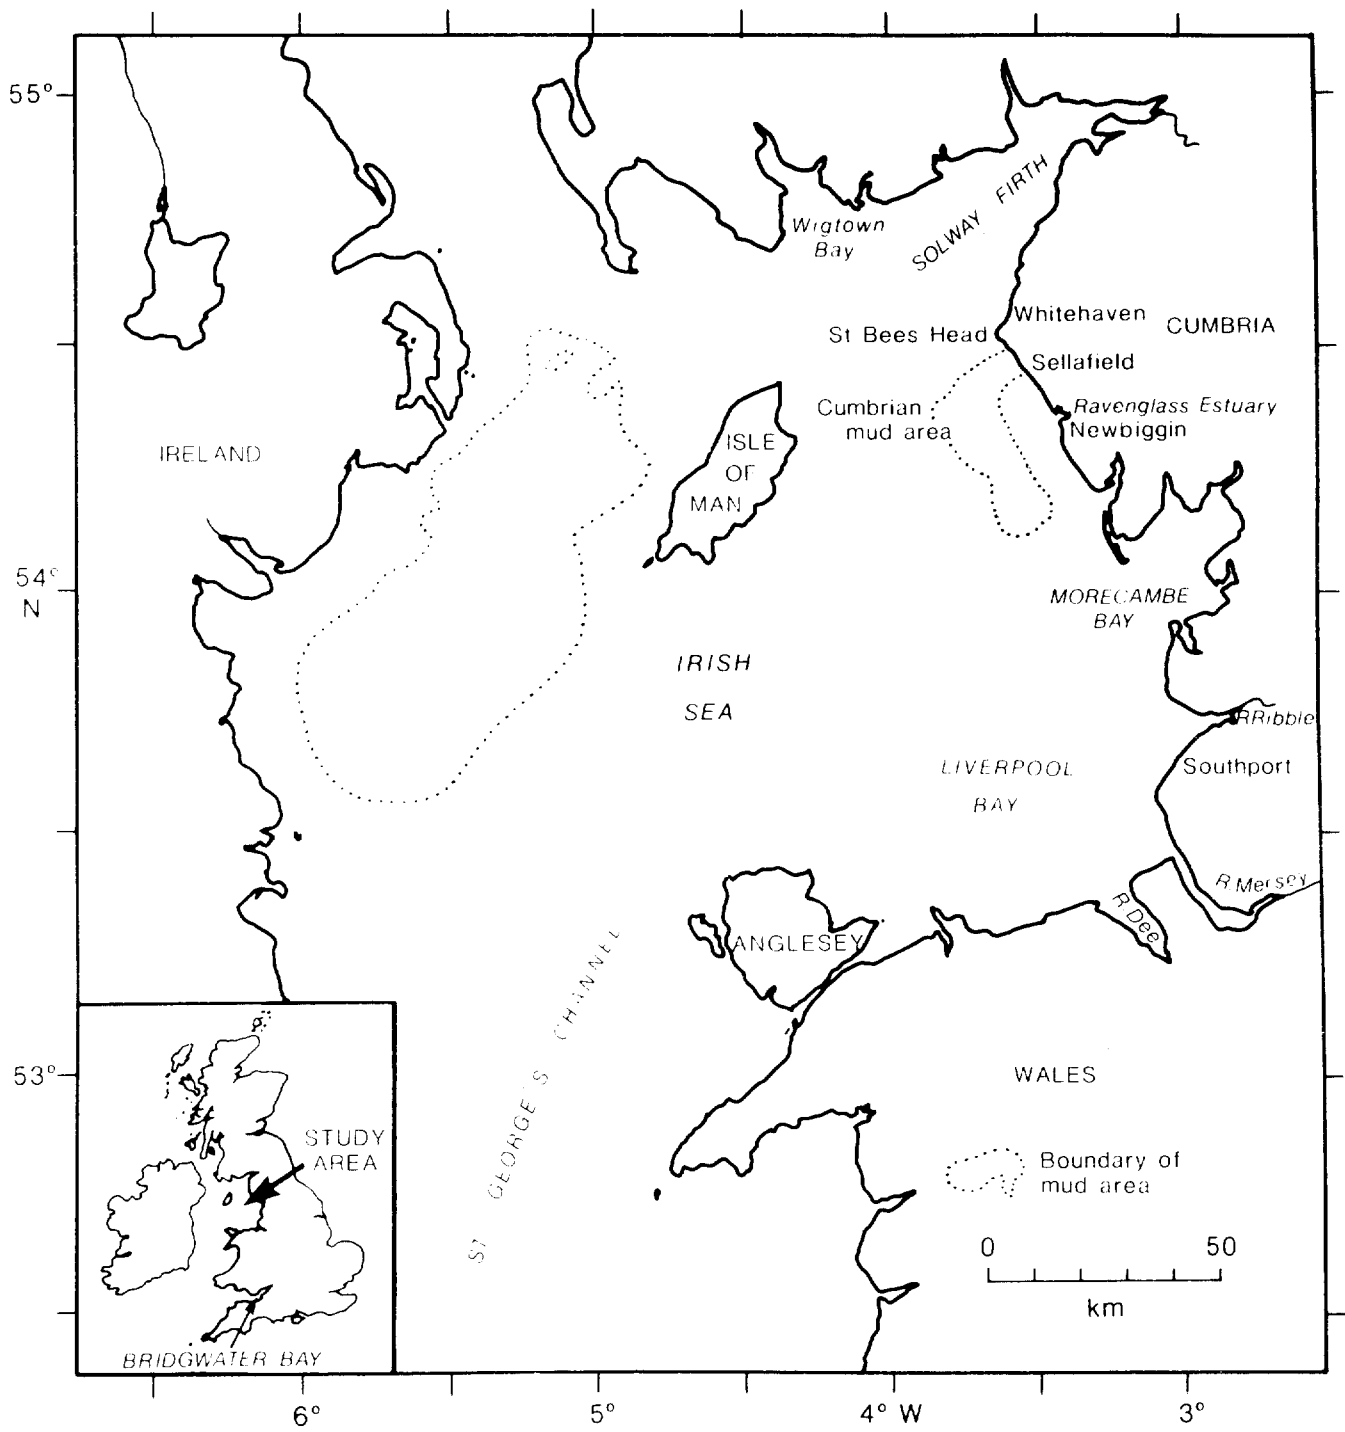 55°
Wigtown
Bay
SOLWAY FIRTH
Whitehaven
CUMBRIA
St Bees Head
Sellafield
Cumbrian
mud area
Ravenglass Estuary
Newbiggin
IRELAND
ISLE
OF
MAN
54°
N
MORECAMBE
BAY
IRISH
SEA
R Ribble
Southport
LIVERPOOL
BAY
R. Mersey
R. Dee
ANGLESEY
ST GEORGE'S CHANNEL
53°
WALES
STUDY
AREA
BRIDGWATER BAY
Boundary of
mud area
0 50
km
6° 5° 4° W 3°